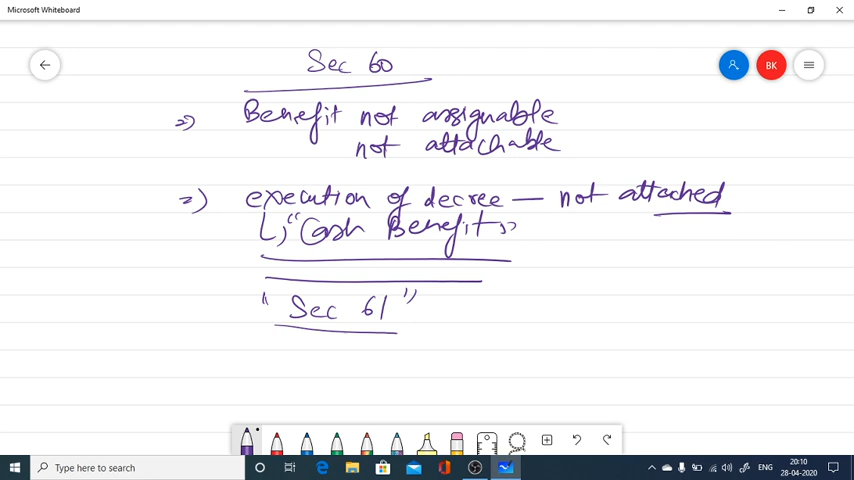 Microsoft Whiteboard
BK
Sec 60
=> Benefit not assignable
not attachable
=> execution of decree — not attached
"Cash Benefits"
"Sec 61"
Type here to search
ENG
20:10
28-04-2020